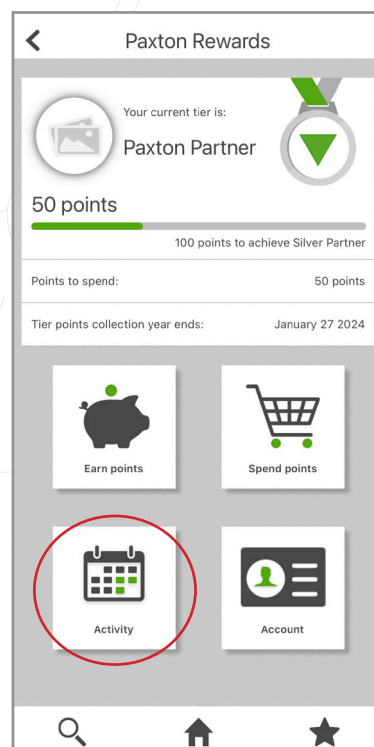 Paxton Rewards
Your current tier is:
Paxton Partner
50 points
100 points to achieve Silver Partner
Points to spend: 50 points
Tier points collection year ends: January 27 2024
Earn points
Spend points
Activity
Account